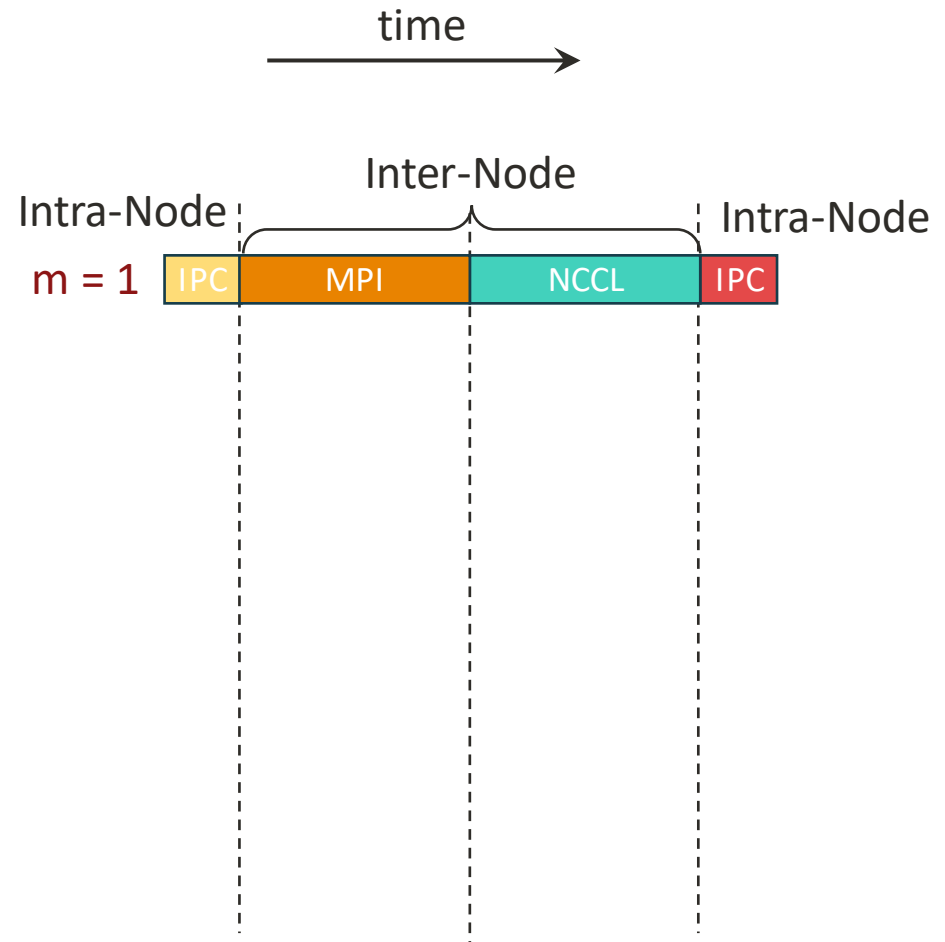 time
Inter-Node
Intra-Node
Intra-Node
m = 1
IPC
MPI
NCCL
IPC